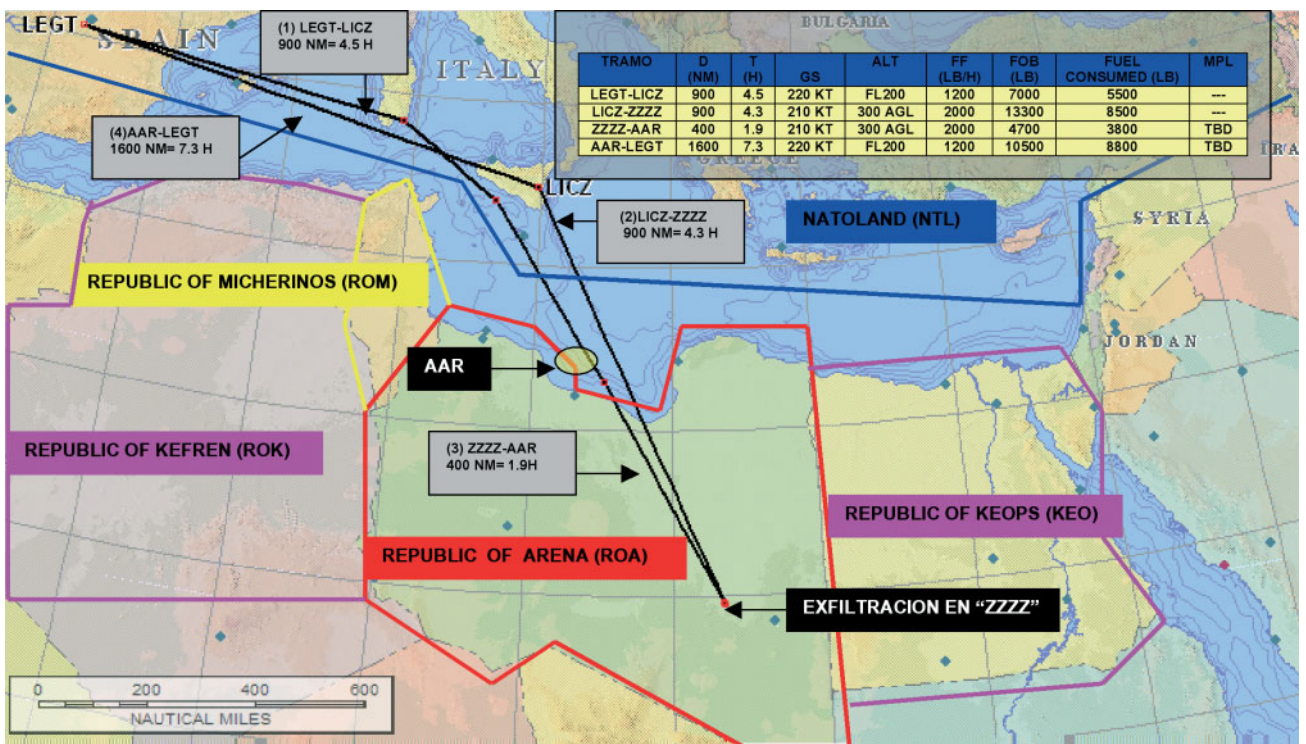 LEGT
SPAIN
(1) LEGT-LICZ
900 NM= 4.5 H
ITALY
BULGARIA
TRAMO D (NM) T (H) GS ALT FF (LB/H) FOB (LB) FUEL CONSUMED (LB) MPL
LEGT-LICZ 900 4.5 220 KT FL200 1200 7000 5500 ---
LICZ-ZZZZ 900 4.3 210 KT 300 AGL 2000 13300 8500 ---
ZZZZ-AAR 400 1.9 210 KT 300 AGL 2000 4700 3800 TBD
AAR-LEGT 1600 7.3 220 KT FL200 1200 10500 8800 TBD
(4)AAR-LEGT
1600 NM= 7.3 H
GREECE
IRA
LICZ
(2)LICZ-ZZZZ
900 NM= 4.3 H
NATOLAND (NTL)
SYRIA
REPUBLIC OF MICHERINOS (ROM)
JORDAN
AAR
REPUBLIC OF KEFREN (ROK)
(3) ZZZZ-AAR
400 NM= 1.9H
REPUBLIC OF KEOPS (KEO)
REPUBLIC OF ARENA (ROA)
EXFILTRACION EN “ZZZZ”
0 200 400 600
NAUTICAL MILES